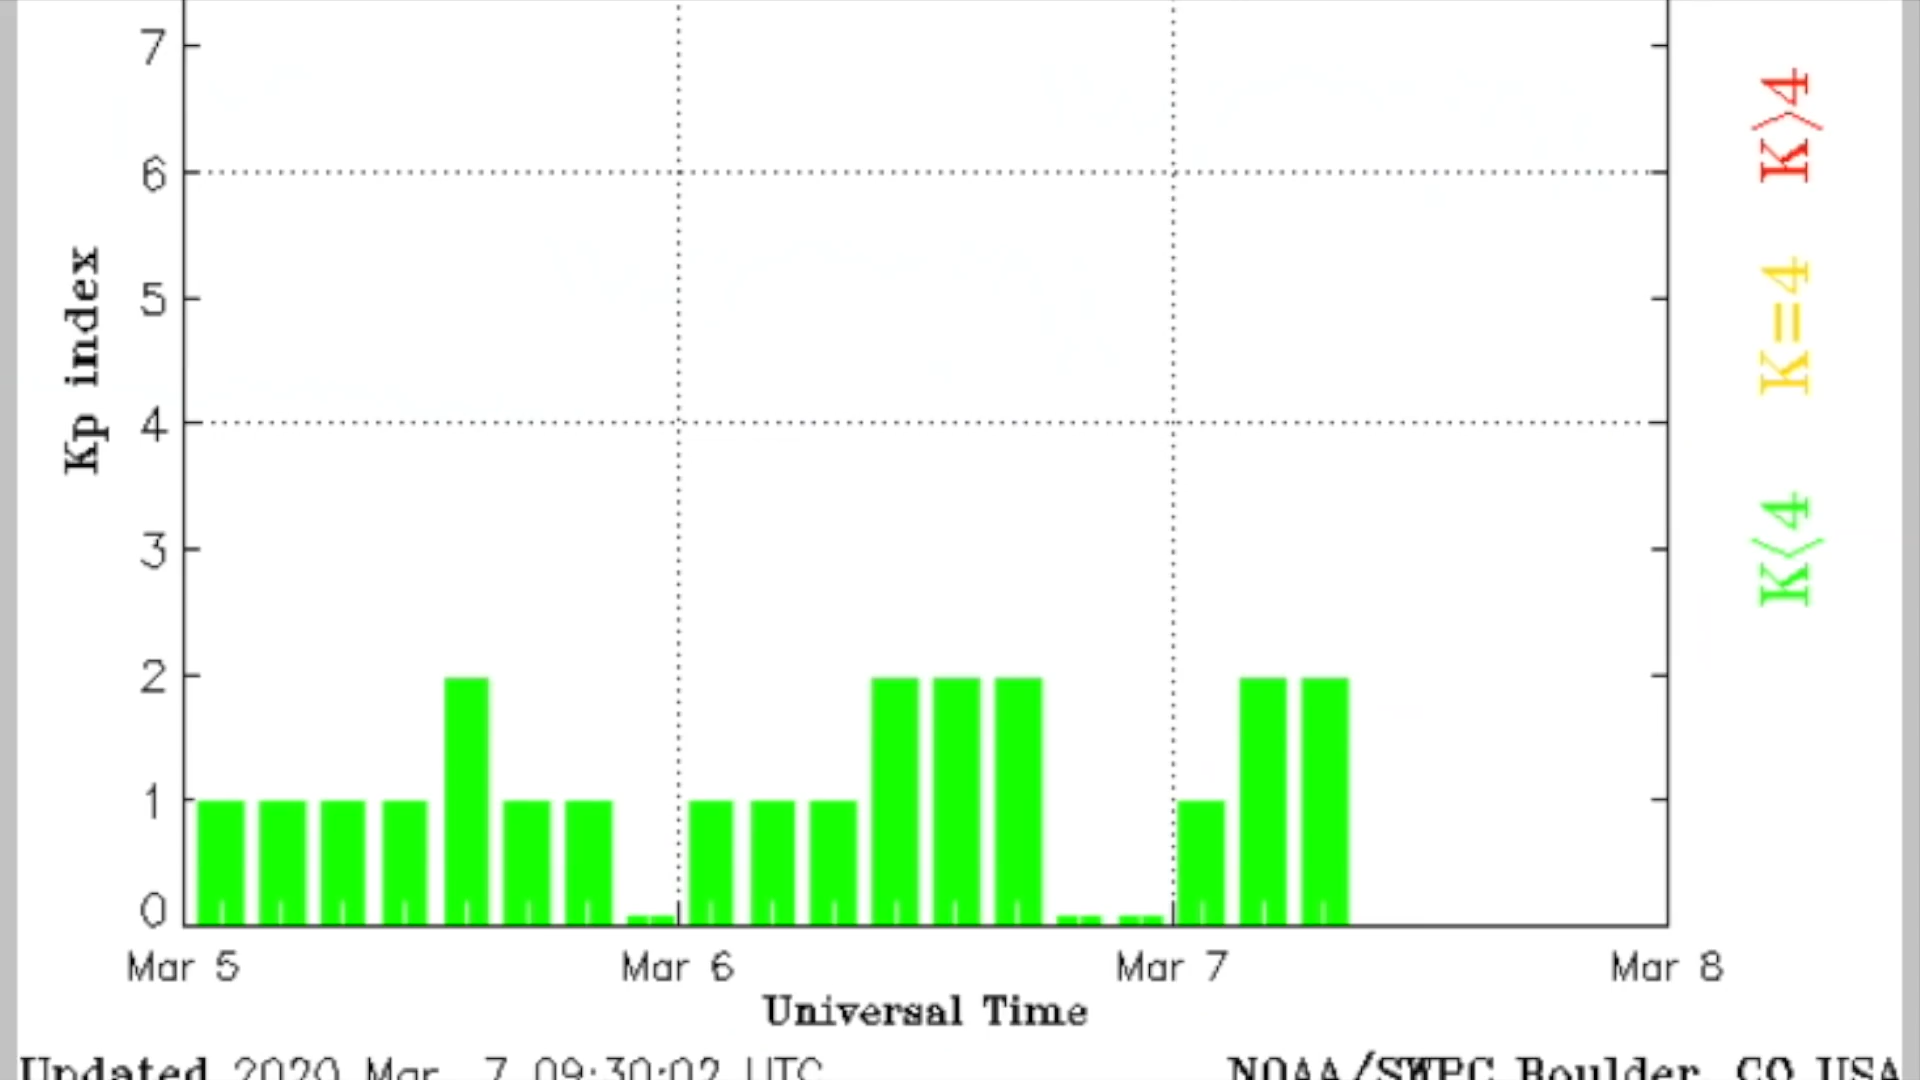 7
6
5
4
3
2
1
0
Kp index
K>4
K=4
K<4
Mar 5
Mar 6
Mar 7
Mar 8
Universal Time
Updated 2020 Mar 7 09:30:02 UTC
NOAA/SWPC Boulder, CO USA